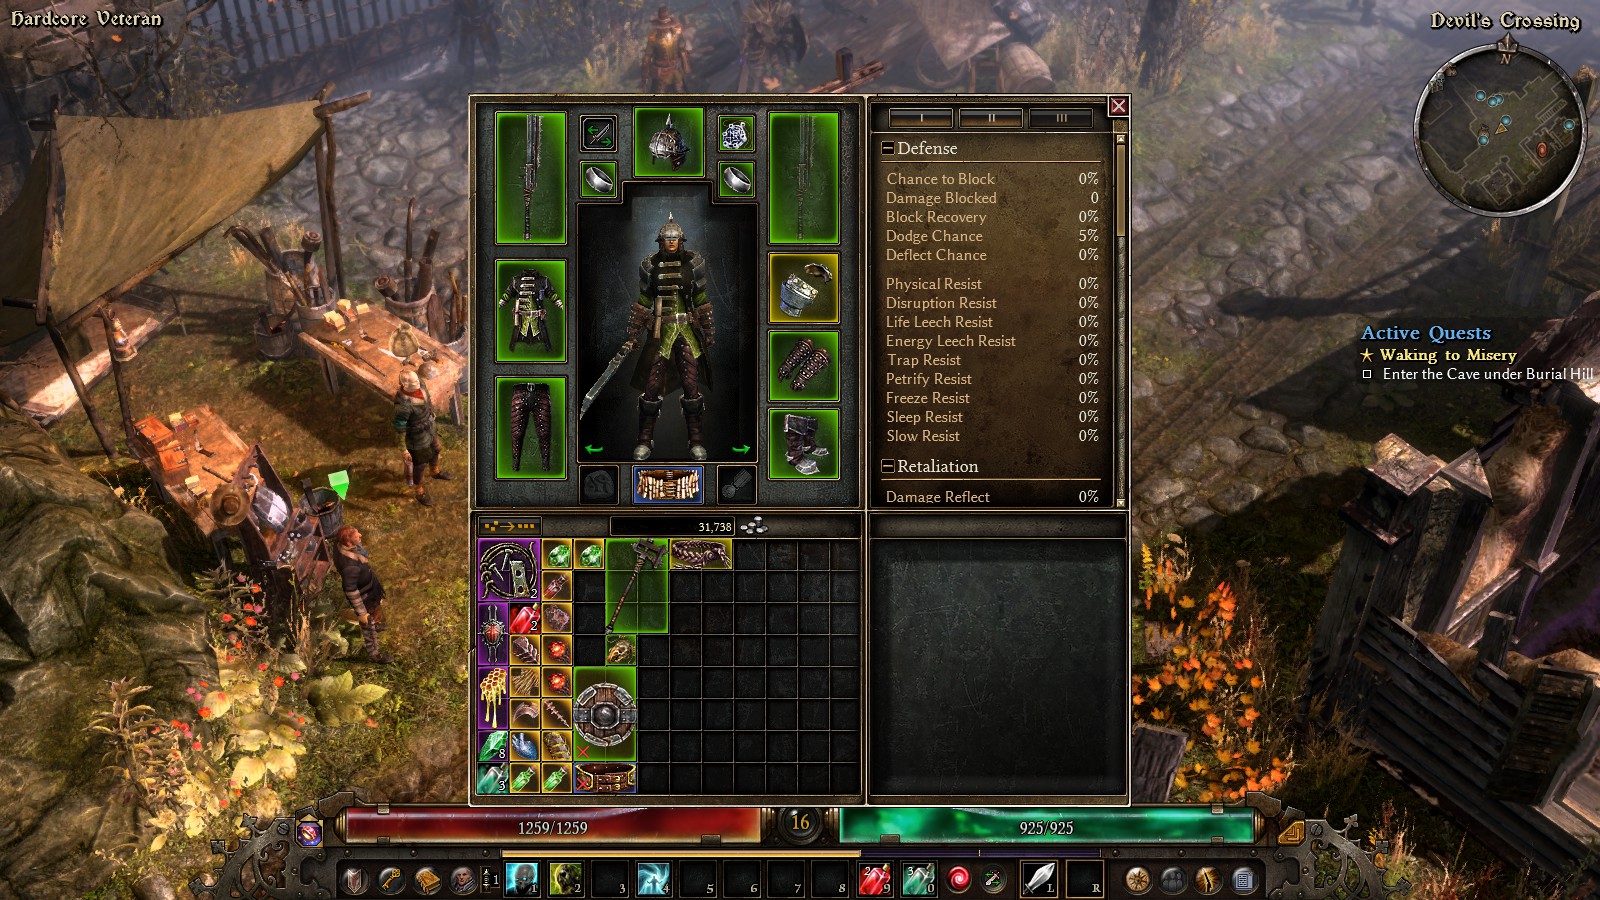 Hardcore Veteran
Devil's Crossing
N
I II III
Defense
Chance to Block 0%
Damage Blocked 0
Block Recovery 0%
Dodge Chance 5%
Deflect Chance 0%
Physical Resist 0%
Disruption Resist 0%
Life Leech Resist 0%
Energy Leech Resist 0%
Trap Resist 0%
Petrify Resist 0%
Freeze Resist 0%
Sleep Resist 0%
Slow Resist 0%
Retaliation
Damage Reflect 0%
Active Quests
Waking to Misery
Enter the Cave under Burial Hill
31,738
2
2
8
3
1259/1259
16
925/925
1 1 2 3 4 5 6 7 8 2 9 3 0 L R